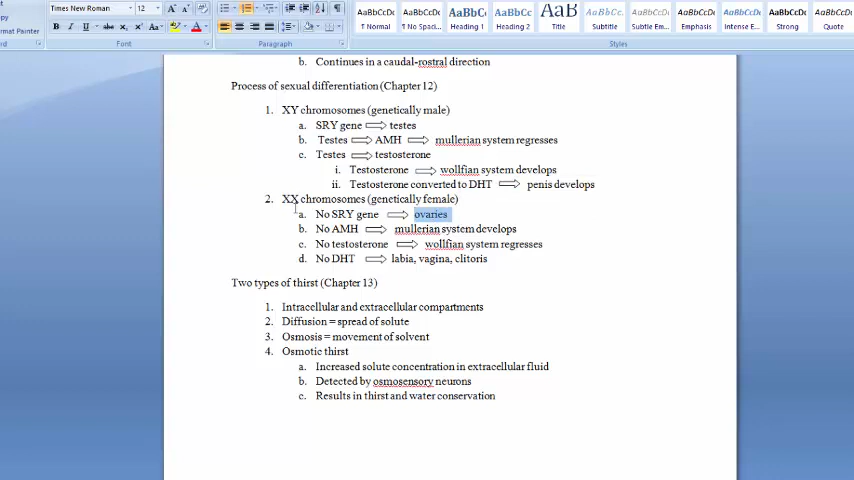 Times New Roman
12
AaBbCcDc
AaBbCcDc
AaBbCc
AaBbCc
AaB
AaBbCc.
AaBbCcDc
AaBbCcDc
AaBbCcDc
AaBbCcDc
AaBbCcDc
mat Painter
¶ Normal
¶ No Spaci...
Heading 1
Heading 2
Title
Subtitle
Subtle Em...
Emphasis
Intense E...
Strong
Quote
Font
Paragraph
Styles
b. Continues in a caudal-rostral direction
Process of sexual differentiation (Chapter 12)
1. XY chromosomes (genetically male)
a. SRY gene ⇨ testes
b. Testes ⇨ AMH ⇨ mullerian system regresses
c. Testes ⇨ testosterone
i. Testosterone ⇨ wollfian system develops
ii. Testosterone converted to DHT ⇨ penis develops
2. XX chromosomes (genetically female)
a. No SRY gene ⇨ ovaries
b. No AMH ⇨ mullerian system develops
c. No testosterone ⇨ wollfian system regresses
d. No DHT ⇨ labia, vagina, clitoris
Two types of thirst (Chapter 13)
1. Intracellular and extracellular compartments
2. Diffusion = spread of solute
3. Osmosis = movement of solvent
4. Osmotic thirst
a. Increased solute concentration in extracellular fluid
b. Detected by osmosensory neurons
c. Results in thirst and water conservation